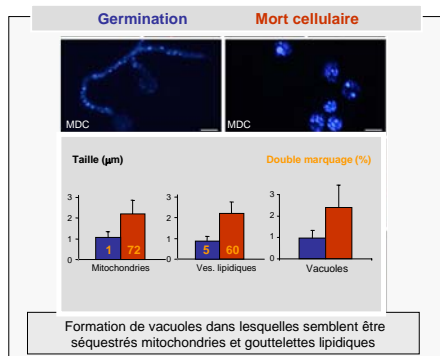 Germination Mort cellulaire
MDC MDC
Taille (μm) Double marquage (%)
3 3 3
2 2 2
1 1 1
0 0 0
1 72 5 60
Mitochondries Ves. lipidiques Vacuoles
Formation de vacuoles dans lesquelles semblent être
séquestrés mitochondries et gouttelettes lipidiques